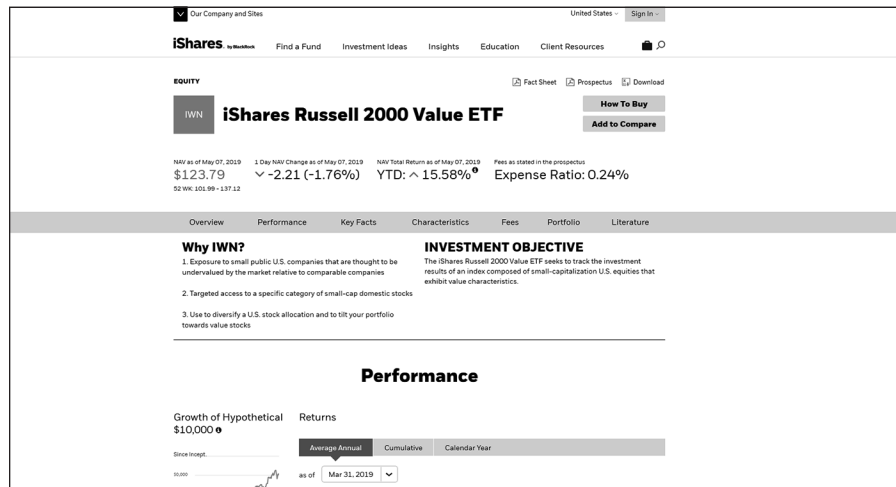 Our Company and Sites
United States
Sign In
iShares. by BlackRock
Find a Fund
Investment Ideas
Insights
Education
Client Resources
EQUITY
Fact Sheet
Prospectus
Download
IWN
iShares Russell 2000 Value ETF
How To Buy
Add to Compare
NAV as of May 07, 2019
$123.79
52 WK: 101.99 - 137.12
1 Day NAV Change as of May 07, 2019
-2.21 (-1.76%)
NAV Total Return as of May 07, 2019
YTD: 15.58%
Fees as stated in the prospectus
Expense Ratio: 0.24%
Overview
Performance
Key Facts
Characteristics
Fees
Portfolio
Literature
Why IWN?
1. Exposure to small public U.S. companies that are thought to be
undervalued by the market relative to comparable companies
2. Targeted access to a specific category of small-cap domestic stocks
3. Use to diversify a U.S. stock allocation and to tilt your portfolio
towards value stocks
INVESTMENT OBJECTIVE
The iShares Russell 2000 Value ETF seeks to track the investment
results of an index composed of small-capitalization U.S. equities that
exhibit value characteristics.
Performance
Growth of Hypothetical
$10,000
Since Incept.
50,000
Returns
Average Annual
Cumulative
Calendar Year
as of Mar 31, 2019